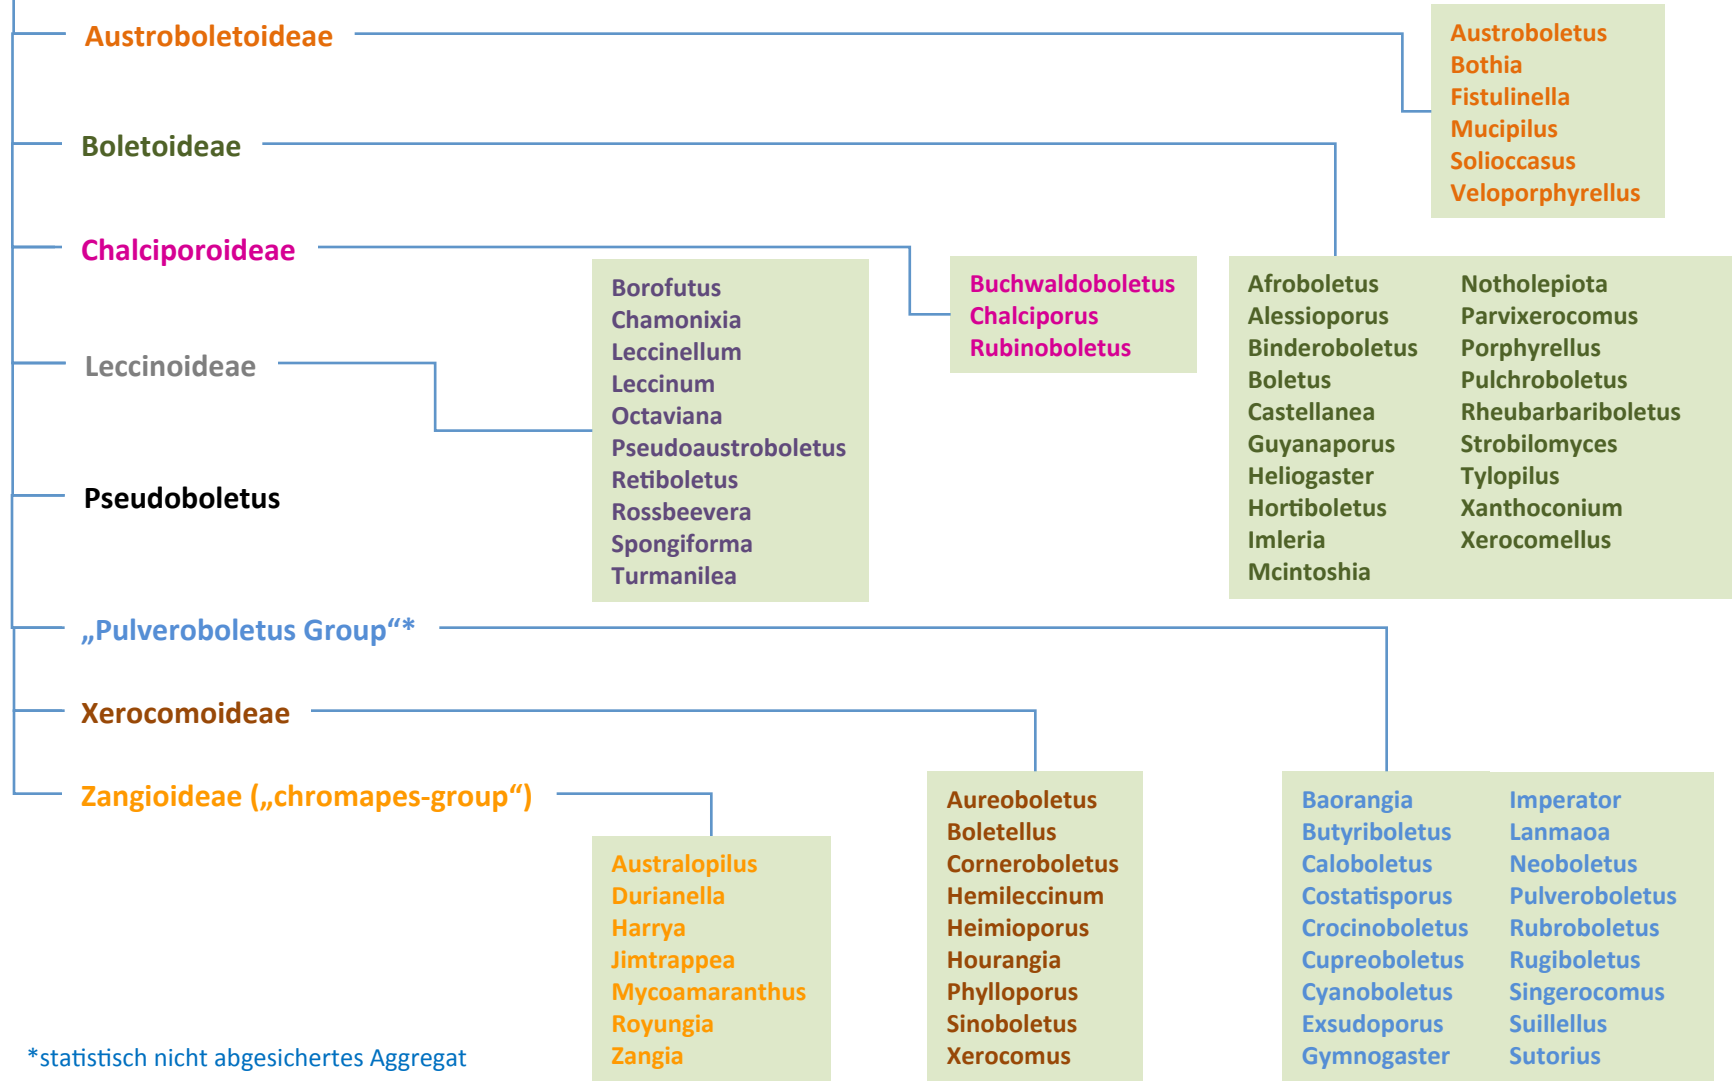 Austroboletoideae
Austroboletus
Bothia
Fistulinella
Mucipilus
Solioccasus
Veloporphyrellus
Boletoideae
Afroboletus
Alessioporus
Binderoboletus
Boletus
Castellanea
Guyanaporus
Heliogaster
Hortiboletus
Imleria
Mcintoshia
Notholepiota
Parvixerocomus
Porphyrellus
Pulchroboletus
Rheubarbariboletus
Strobilomyces
Tylopilus
Xanthoconium
Xerocomellus
Chalciporoideae
Buchwaldoboletus
Chalciporus
Rubinoboletus
Leccinoideae
Borofutus
Chamonixia
Leccinellum
Leccinum
Octaviana
Pseudoaustroboletus
Retiboletus
Rossbeevera
Spongiforma
Turmanilea
Pseudoboletus
„Pulveroboletus Group“*
Baorangia
Butyriboletus
Caloboletus
Costatisporus
Crocinoboletus
Cupreoboletus
Cyanoboletus
Exsudoporus
Gymnogaster
Imperator
Lanmaoa
Neoboletus
Pulveroboletus
Rubroboletus
Rugiboletus
Singerocomus
Suillellus
Sutorius
Xerocomoideae
Aureoboletus
Boletellus
Corneroboletus
Hemileccinum
Heimioporus
Hourangia
Phylloporus
Sinoboletus
Xerocomus
Zangioideae („chromapes-group“)
Australopilus
Durianella
Harrya
Jimtrappea
Mycoamaranthus
Royungia
Zangia
*statistisch nicht abgesichertes Aggregat